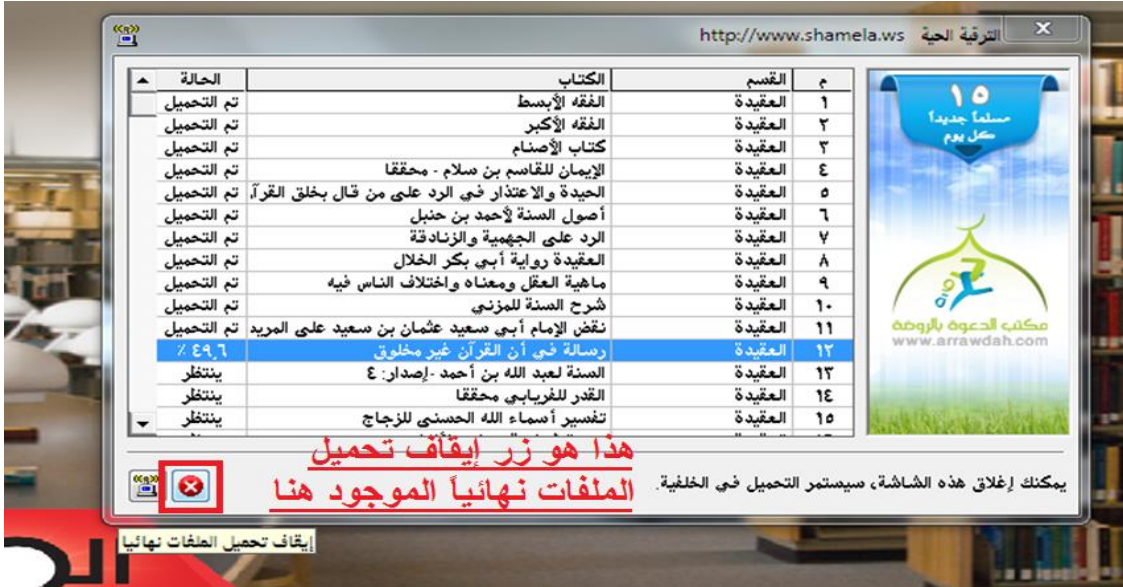 الترقية الحية http://www.shamela.ws
م القسم الكتاب الحالة
١ العقيدة الفقه الأبسط تم التحميل
٢ العقيدة الفقه الأكبر تم التحميل
٣ العقيدة كتاب الأصنام تم التحميل
٤ العقيدة الإيمان للقاسم بن سلام - محققا تم التحميل
٥ العقيدة الحيدة والاعتذار في الرد على من قال بخلق القرآ تم التحميل
٦ العقيدة أصول السنة لأحمد بن حنبل تم التحميل
٧ العقيدة الرد على الجهمية والزنادقة تم التحميل
٨ العقيدة العقيدة رواية أبي بكر الخلال تم التحميل
٩ العقيدة ماهية العقل ومعناه واختلاف الناس فيه تم التحميل
١٠ العقيدة شرح السنة للمزني تم التحميل
١١ العقيدة نقض الإمام أبي سعيد عثمان بن سعيد على المريد تم التحميل
١٢ العقيدة رسالة في أن القرآن غير مخلوق ٤٩,٦ %
١٣ العقيدة السنة لعبد الله بن أحمد -إصدار: ٤ ينتظر
١٤ العقيدة القدر للفريابي محققا ينتظر
١٥ العقيدة تفسير أسماء الله الحسنى للزجاج ينتظر
١٥
مسلماً جديداً
كل يوم
مكتب الدعوة بالروضة
www.arrawdah.com
هذا هو زر إيقاف تحميل
الملفات نهائياً الموجود هنا
يمكنك إغلاق هذه الشاشة، سيستمر التحميل في الخلفية.
إيقاف تحميل الملفات نهائيا